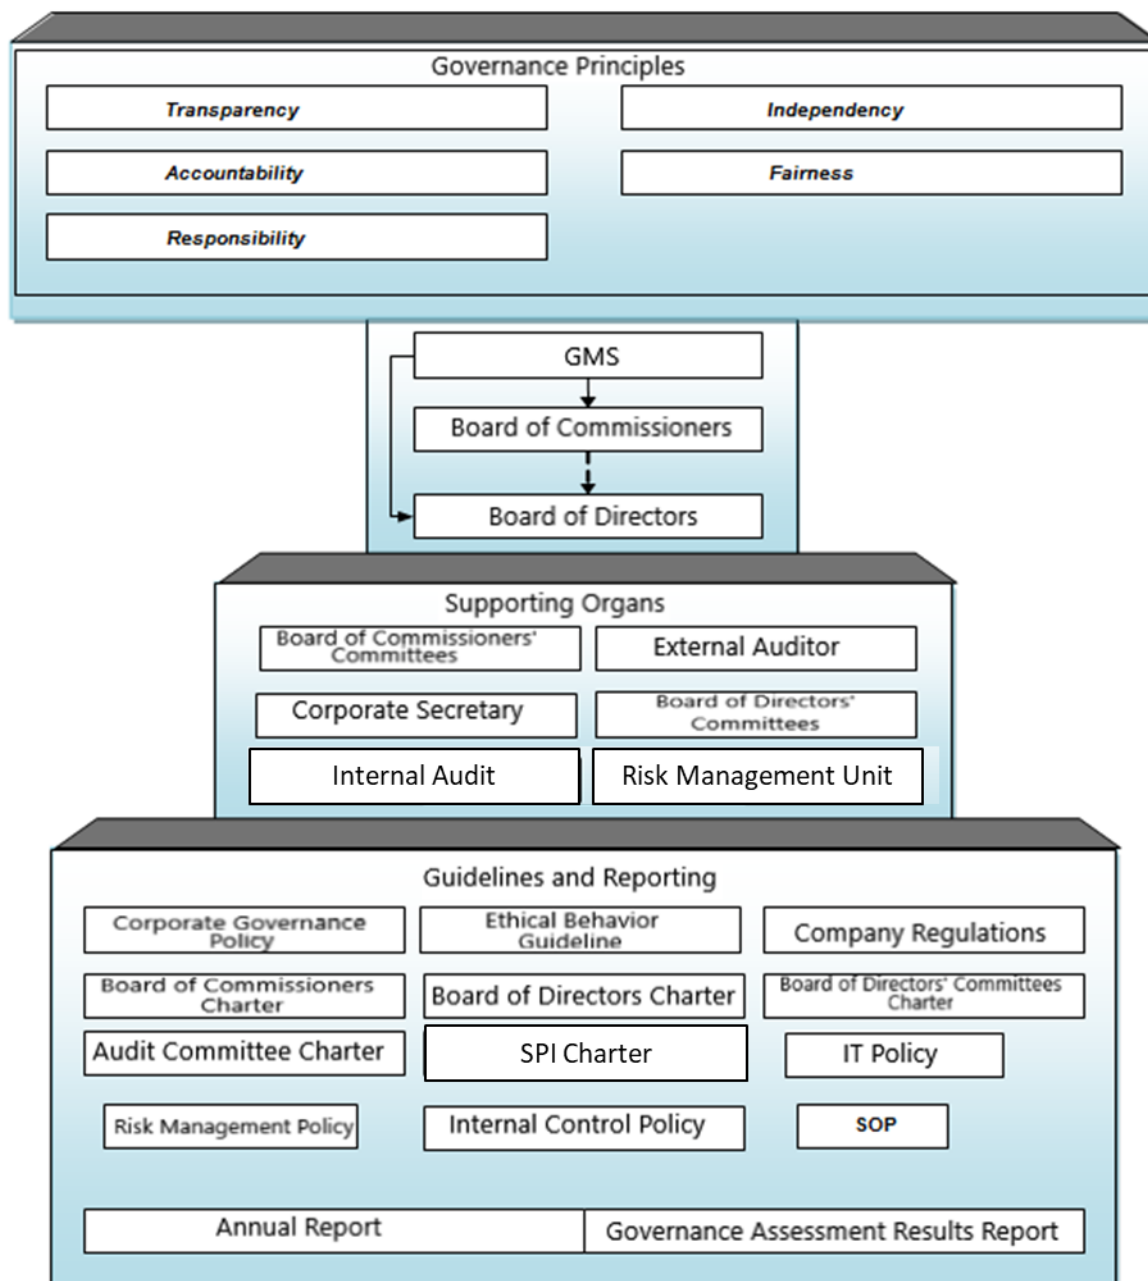 Governance Principles
Transparency
Independency
Accountability
Fairness
Responsibility
GMS
Board of Commissioners
Board of Directors
Supporting Organs
Board of Commissioners'
Committees
External Auditor
Corporate Secretary
Board of Directors'
Committees
Internal Audit
Risk Management Unit
Guidelines and Reporting
Corporate Governance
Policy
Ethical Behavior
Guideline
Company Regulations
Board of Commissioners
Charter
Board of Directors Charter
Board of Directors' Committees
Charter
Audit Committee Charter
SPI Charter
IT Policy
Risk Management Policy
Internal Control Policy
SOP
Annual Report
Governance Assessment Results Report